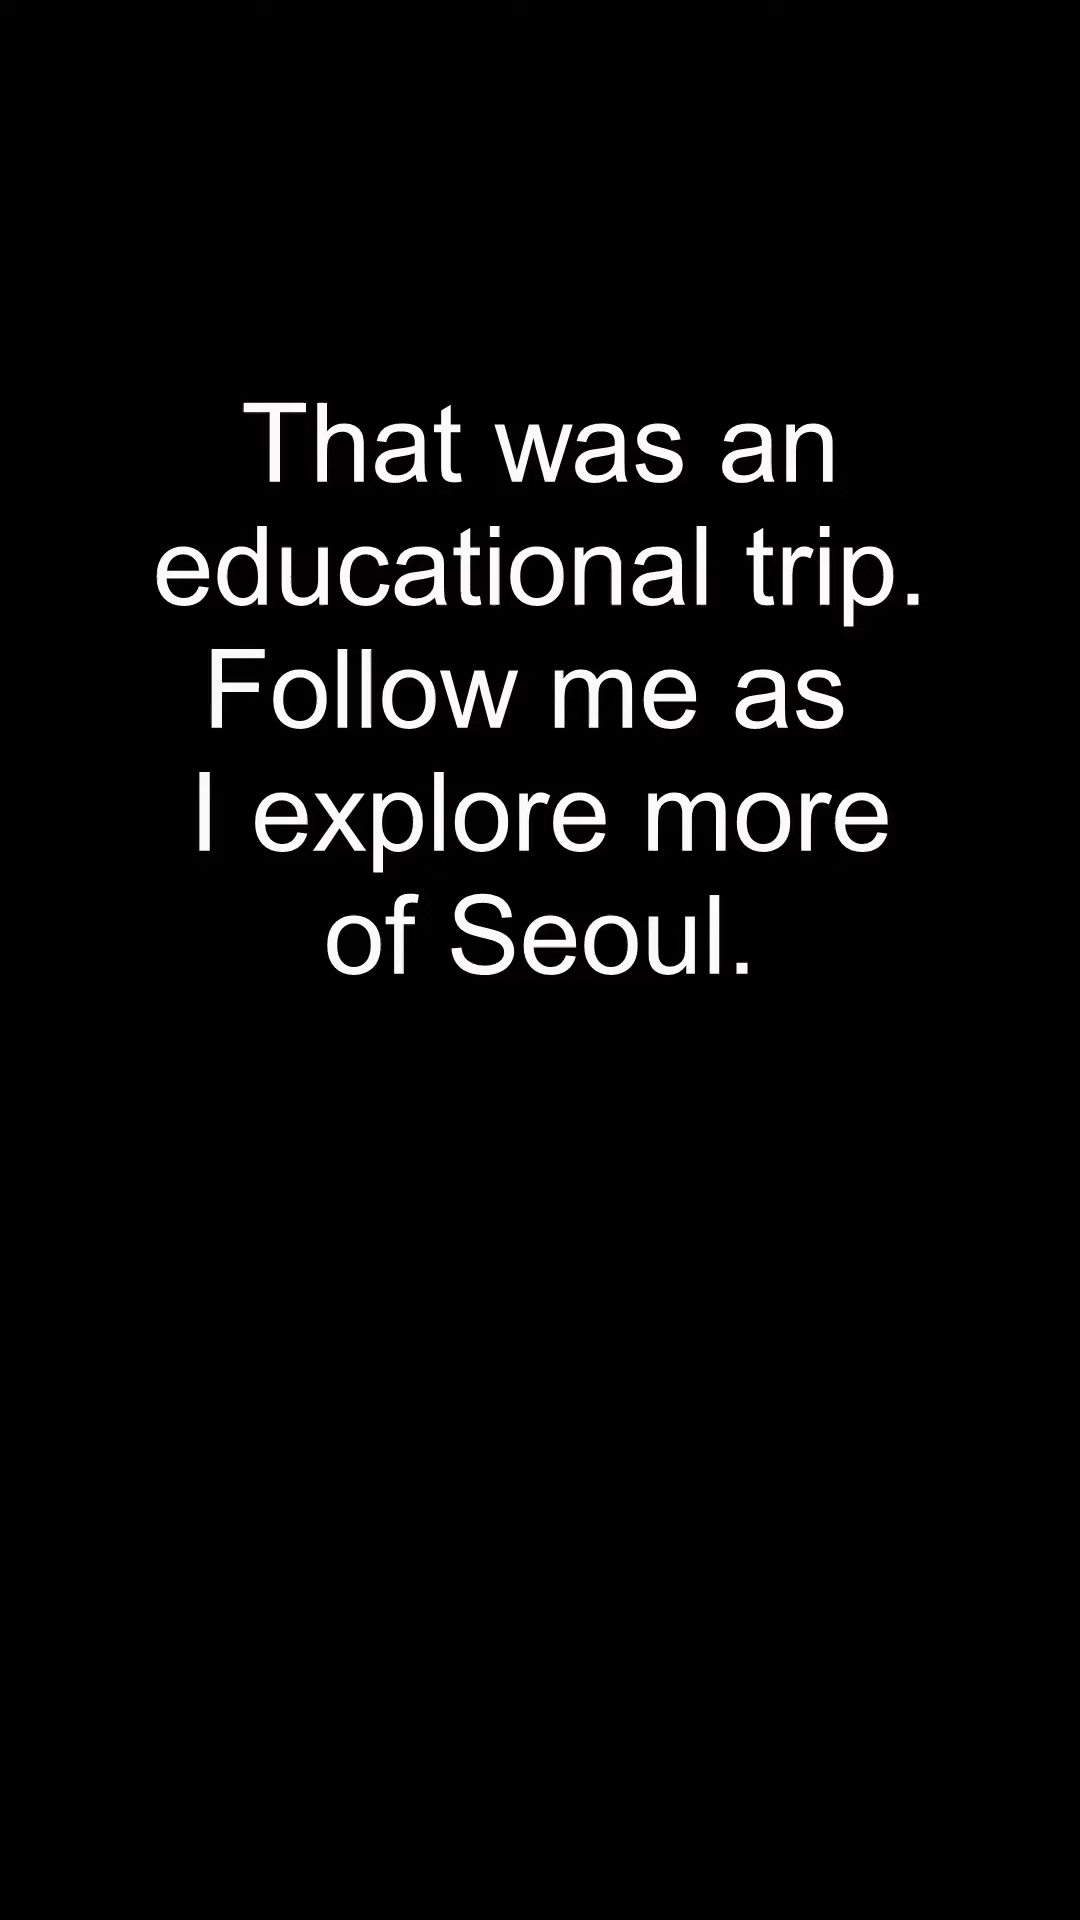 That was an
educational trip.
Follow me as
I explore more
of Seoul.